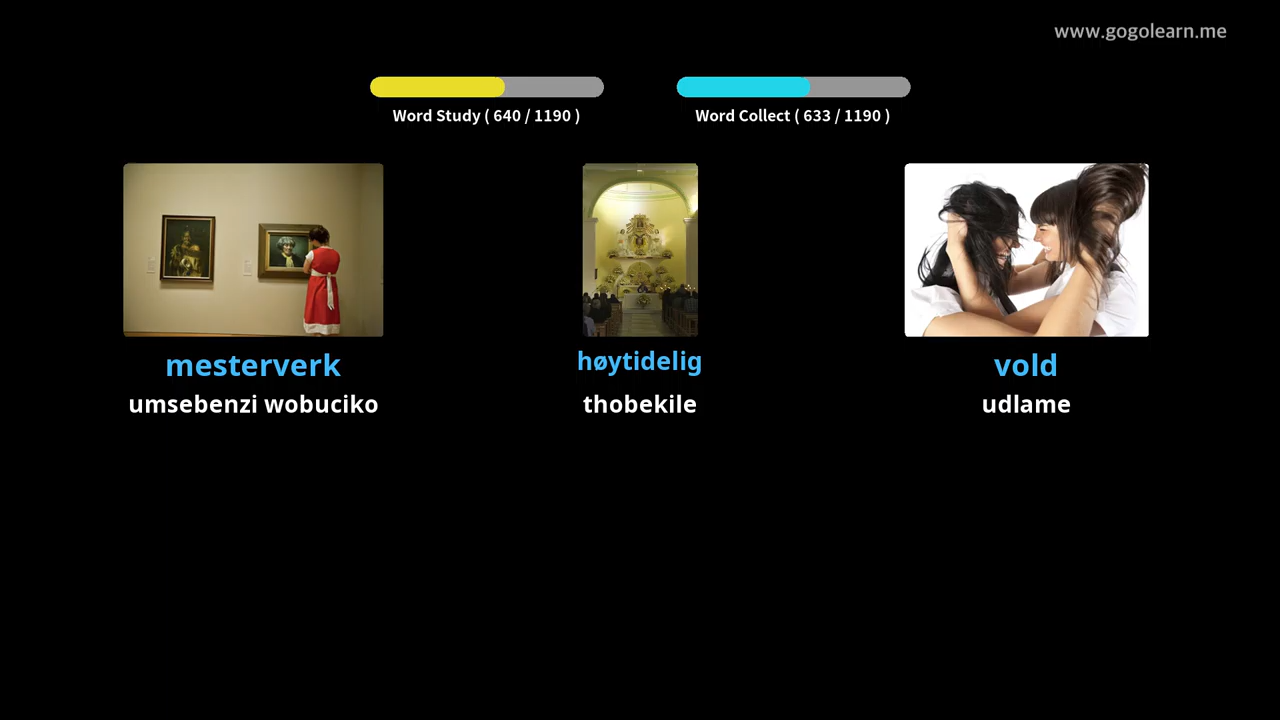 www.gogolearn.me
Word Study ( 640 / 1190 )
Word Collect ( 633 / 1190 )
mesterverk
umsebenzi wobuciko
høytidelig
thobekile
vold
udlame